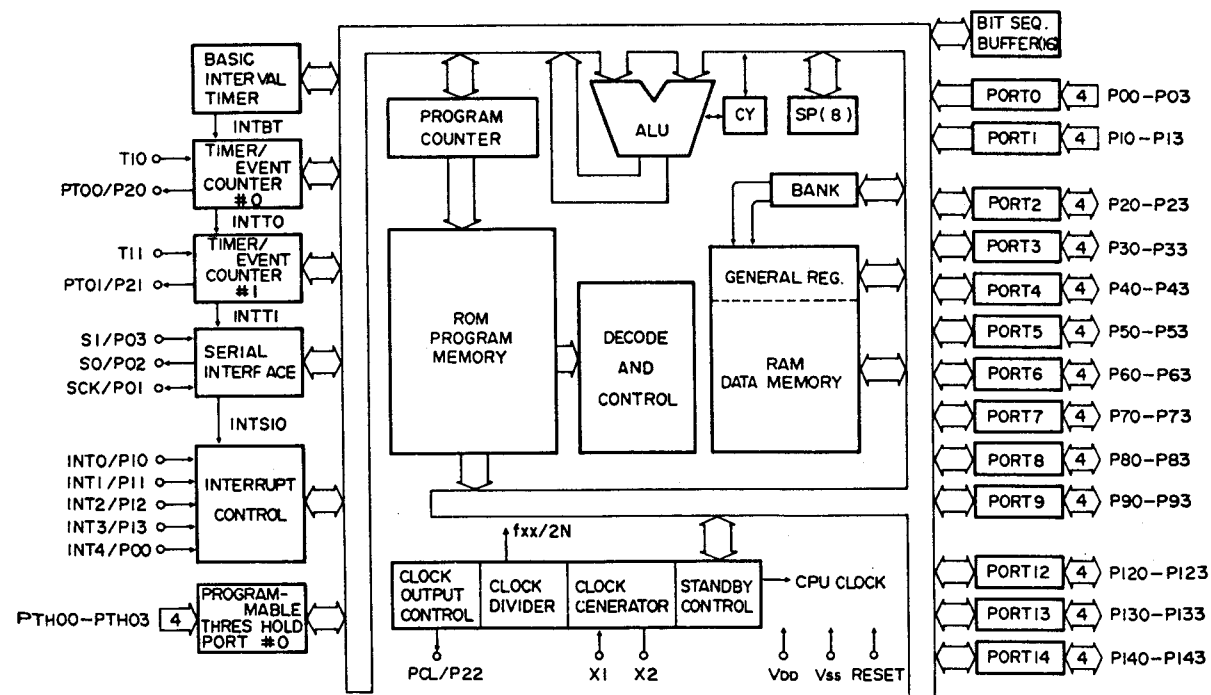 BASIC
INTERVAL
TIMER
INTBT
TI0
PTO0/P20
TIMER/
EVENT
COUNTER
#0
INTT0
TI1
PTO1/P21
TIMER/
EVENT
COUNTER
#1
INTT1
SI/P03
SO/P02
SCK/P01
SERIAL
INTERFACE
INTSIO
INT0/P10
INT1/P11
INT2/P12
INT3/P13
INT4/P00
INTERRUPT
CONTROL
PTH00-PTH03
4
PROGRAM-
MABLE
THRES HOLD
PORT #0
PROGRAM
COUNTER
ALU
CY
SP(8)
BANK
ROM
PROGRAM
MEMORY
DECODE
AND
CONTROL
GENERAL REG.
RAM
DATA MEMORY
fxx/2N
CLOCK
OUTPUT
CONTROL
CLOCK
DIVIDER
CLOCK
CENERATOR
STANDBY
CONTROL
CPU CLOCK
PCL/P22
X1
X2
VDD
VSS
RESET
BIT SEQ.
BUFFER(16)
PORT0 4 P00-P03
PORT1 4 P10-P13
PORT2 4 P20-P23
PORT3 4 P30-P33
PORT4 4 P40-P43
PORT5 4 P50-P53
PORT6 4 P60-P63
PORT7 4 P70-P73
PORT8 4 P80-P83
PORT9 4 P90-P93
PORT12 4 P120-P123
PORT13 4 P130-P133
PORT14 4 P140-P143